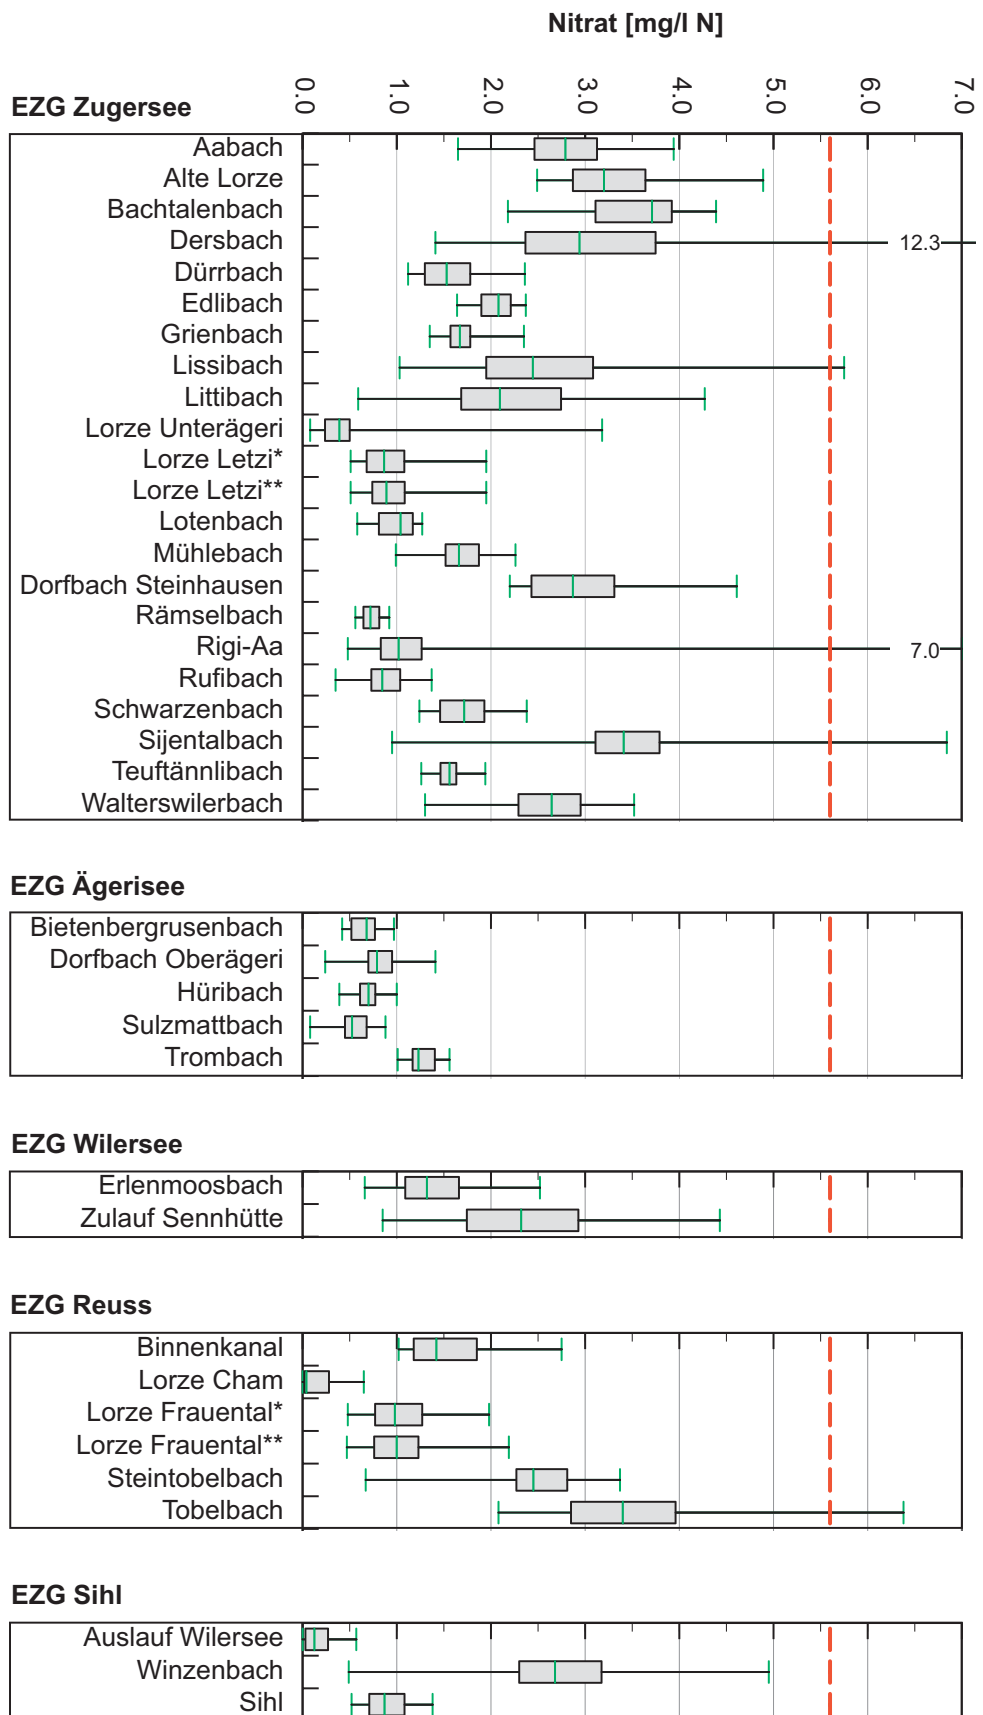 Nitrat [mg/l N]
0.0 1.0 2.0 3.0 4.0 5.0 6.0 7.0
EZG Zugersee
Aabach
Alte Lorze
Bachtalenbach
Dersbach 12.3
Dürrbach
Edlibach
Grienbach
Lissibach
Littibach
Lorze Unterägeri
Lorze Letzi*
Lorze Letzi**
Lotenbach
Mühlebach
Dorfbach Steinhausen
Rämselbach
Rigi-Aa 7.0
Rufibach
Schwarzenbach
Sijentalbach
Teuftännlibach
Walterswilerbach
EZG Ägerisee
Bietenbergrusenbach
Dorfbach Oberägeri
Hüribach
Sulzmattbach
Trombach
EZG Wilersee
Erlenmoosbach
Zulauf Sennhütte
EZG Reuss
Binnenkanal
Lorze Cham
Lorze Frauental*
Lorze Frauental**
Steintobelbach
Tobelbach
EZG Sihl
Auslauf Wilersee
Winzenbach
Sihl